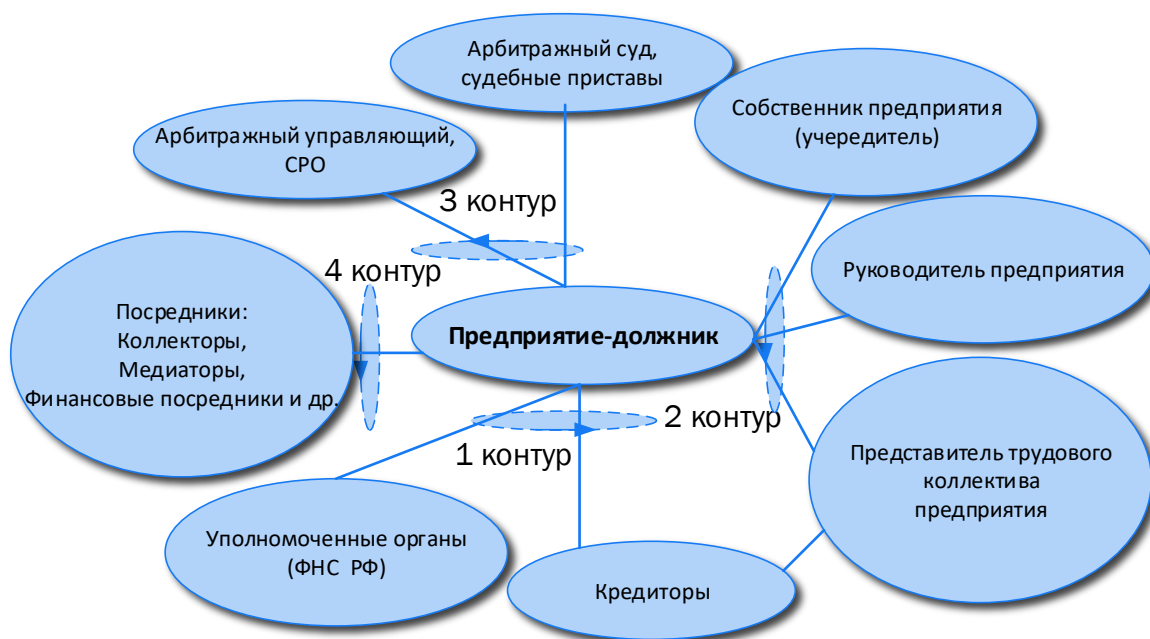 Арбитражный суд,
судебные приставы
Собственник предприятия
(учередитель)
Арбитражный управляющий,
СРО
3 контур
Руководитель предприятия
4 контур
Посредники:
Коллекторы,
Медиаторы,
Финансовые посредники и др.
Предприятие-должник
2 контур
1 контур
Представитель трудового
коллектива
предприятия
Уполномоченные органы
(ФНС РФ)
Кредиторы